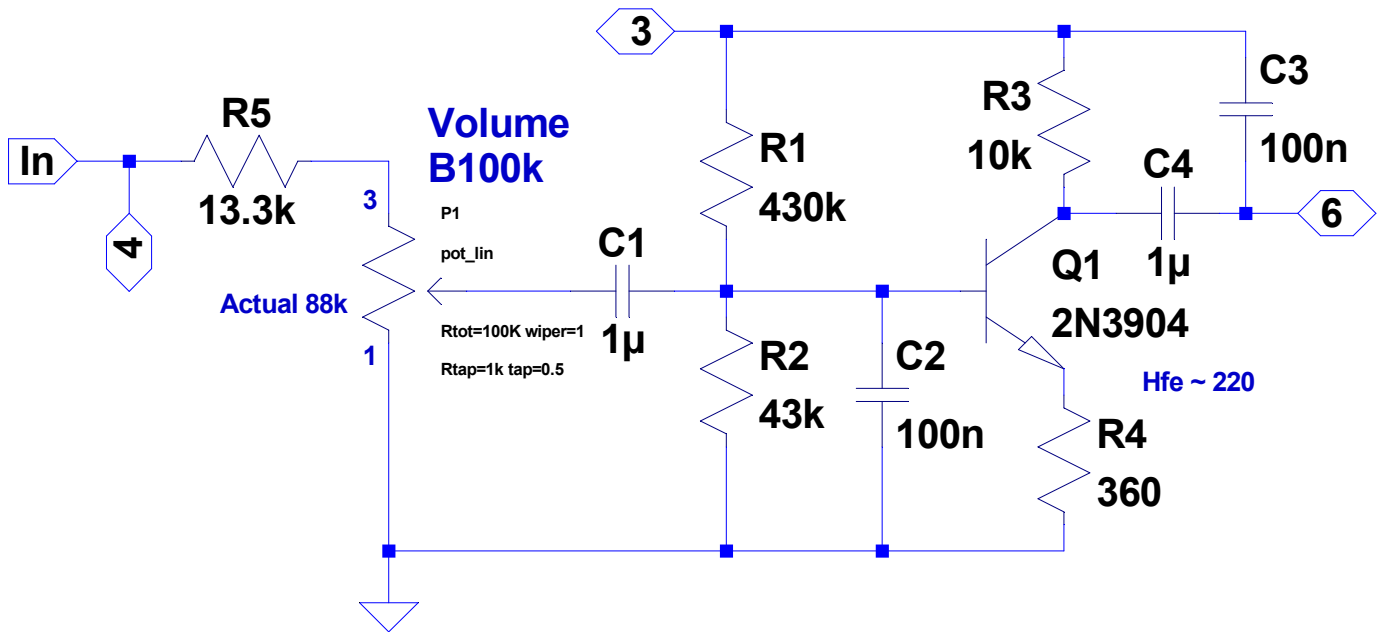 3
In
R5
13.3k
4
Volume
B100k
3
P1
pot_lin
Actual 88k
1
Rtot=100K wiper=1
Rtap=1k tap=0.5
C1
1µ
R1
430k
R2
43k
C2
100n
R3
10k
C3
100n
C4
1µ
6
Q1
2N3904
Hfe ~ 220
R4
360